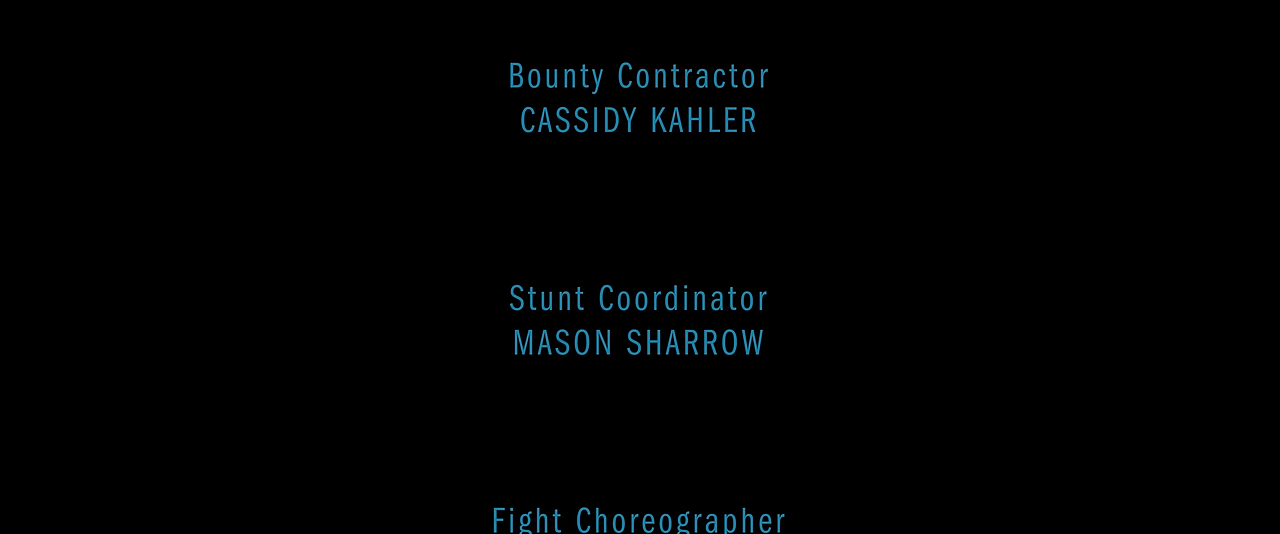 Bounty Contractor
CASSIDY KAHLER
Stunt Coordinator
MASON SHARROW
Fight Choreographer